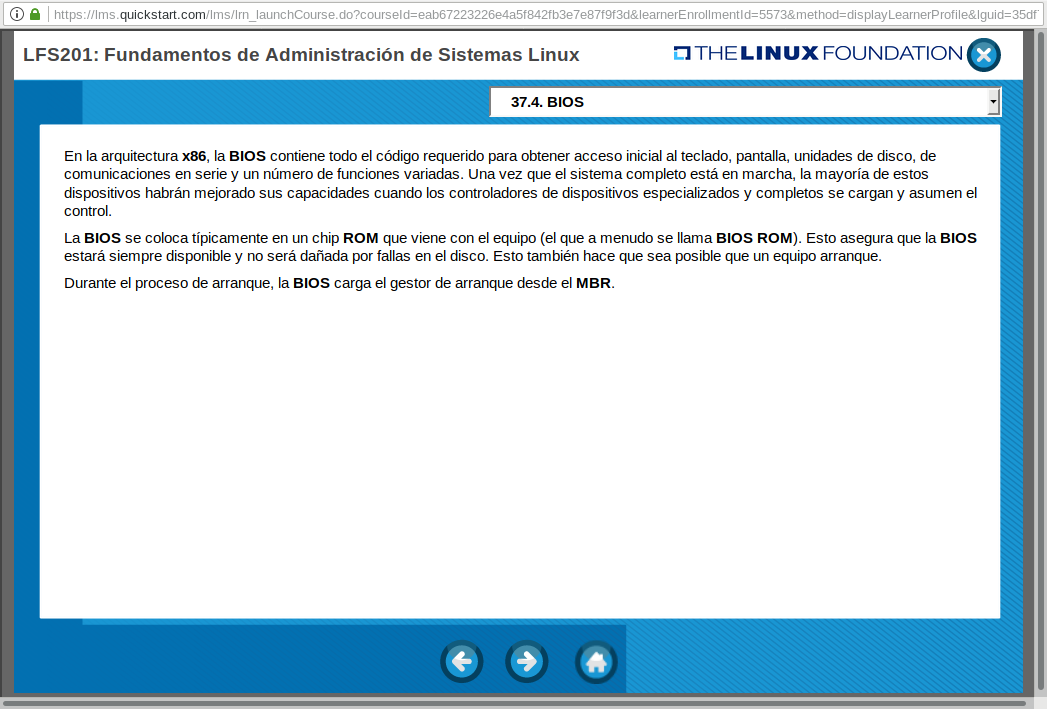 https://lms.quickstart.com/lms/lrn_launchCourse.do?courseId=eab67223226e4a5f842fb3e7e87f9f3d&learnerEnrollmentId=5573&method=displayLearnerProfile&lguid=35df
LFS201: Fundamentos de Administración de Sistemas Linux
THE LINUX FOUNDATION
37.4. BIOS
En la arquitectura x86, la BIOS contiene todo el código requerido para obtener acceso inicial al teclado, pantalla, unidades de disco, de
comunicaciones en serie y un número de funciones variadas. Una vez que el sistema completo está en marcha, la mayoría de estos
dispositivos habrán mejorado sus capacidades cuando los controladores de dispositivos especializados y completos se cargan y asumen el
control.
La BIOS se coloca típicamente en un chip ROM que viene con el equipo (el que a menudo se llama BIOS ROM). Esto asegura que la BIOS
estará siempre disponible y no será dañada por fallas en el disco. Esto también hace que sea posible que un equipo arranque.
Durante el proceso de arranque, la BIOS carga el gestor de arranque desde el MBR.